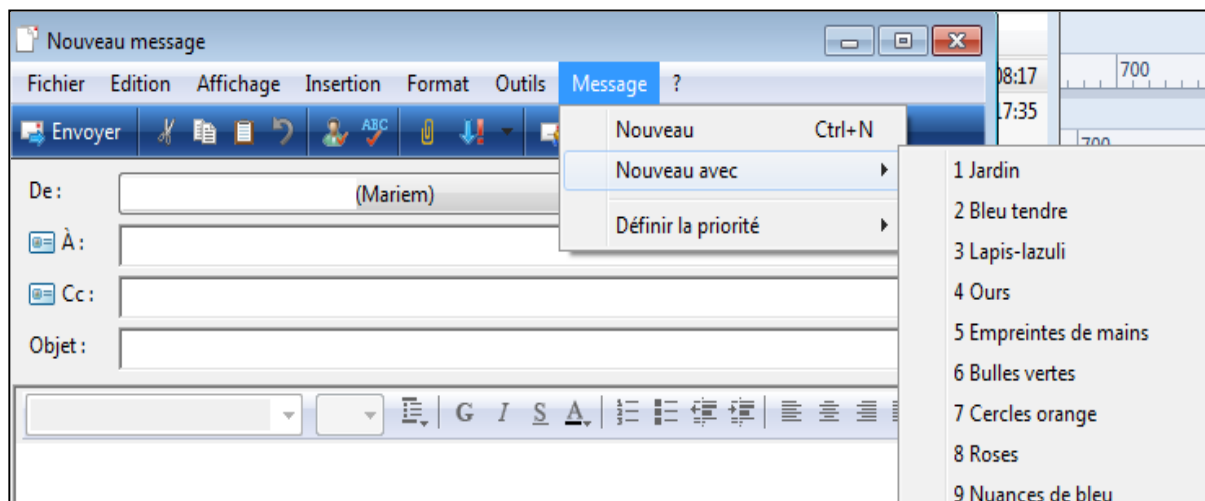 Nouveau message
Fichier Edition Affichage Insertion Format Outils Message ?
08:17
700
Envoyer ABC
Nouveau Ctrl+N
17:35
700
Nouveau avec
1 Jardin
De : (Mariem)
2 Bleu tendre
Définir la priorité
À :
3 Lapis-lazuli
Cc :
4 Ours
5 Empreintes de mains
Objet :
6 Bulles vertes
G I S A
7 Cercles orange
8 Roses
9 Nuances de bleu